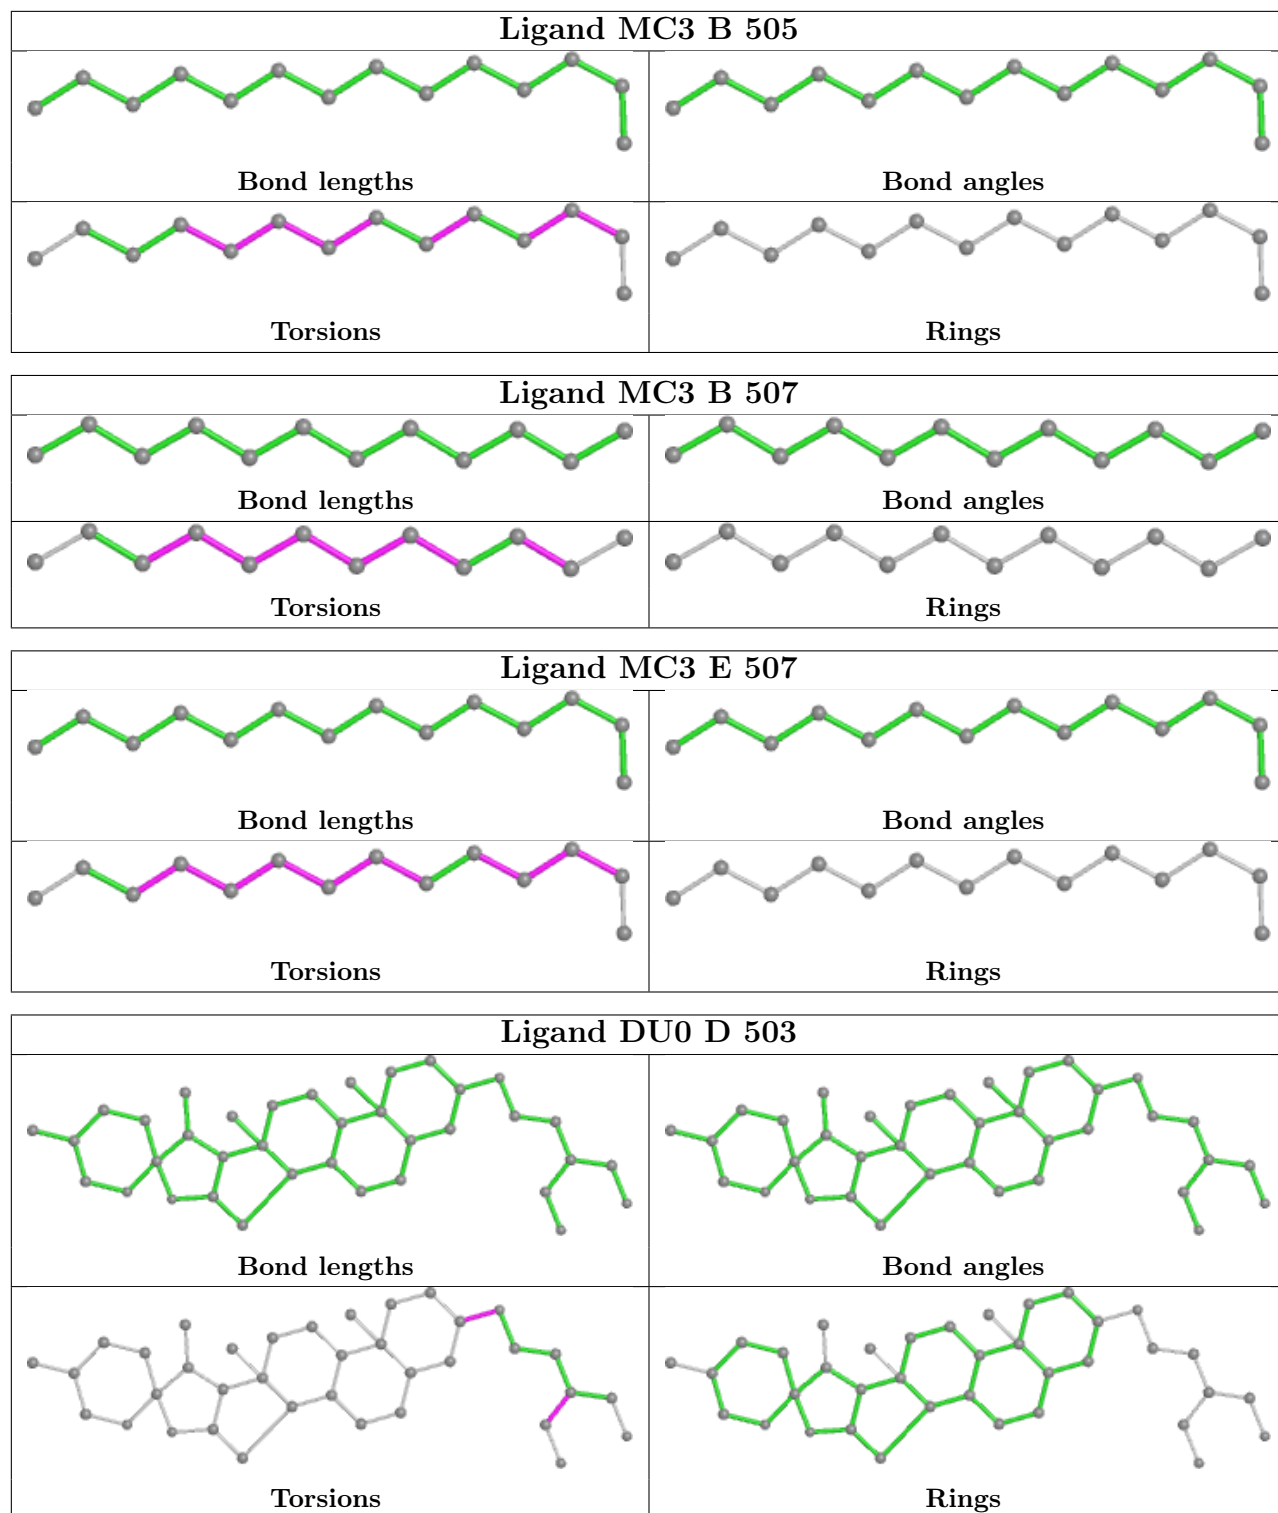 Ligand MC3 B 505
Bond lengths
Bond angles
Torsions
Rings
Ligand MC3 B 507
Bond lengths
Bond angles
Torsions
Rings
Ligand MC3 E 507
Bond lengths
Bond angles
Torsions
Rings
Ligand DU0 D 503
Bond lengths
Bond angles
Torsions
Rings